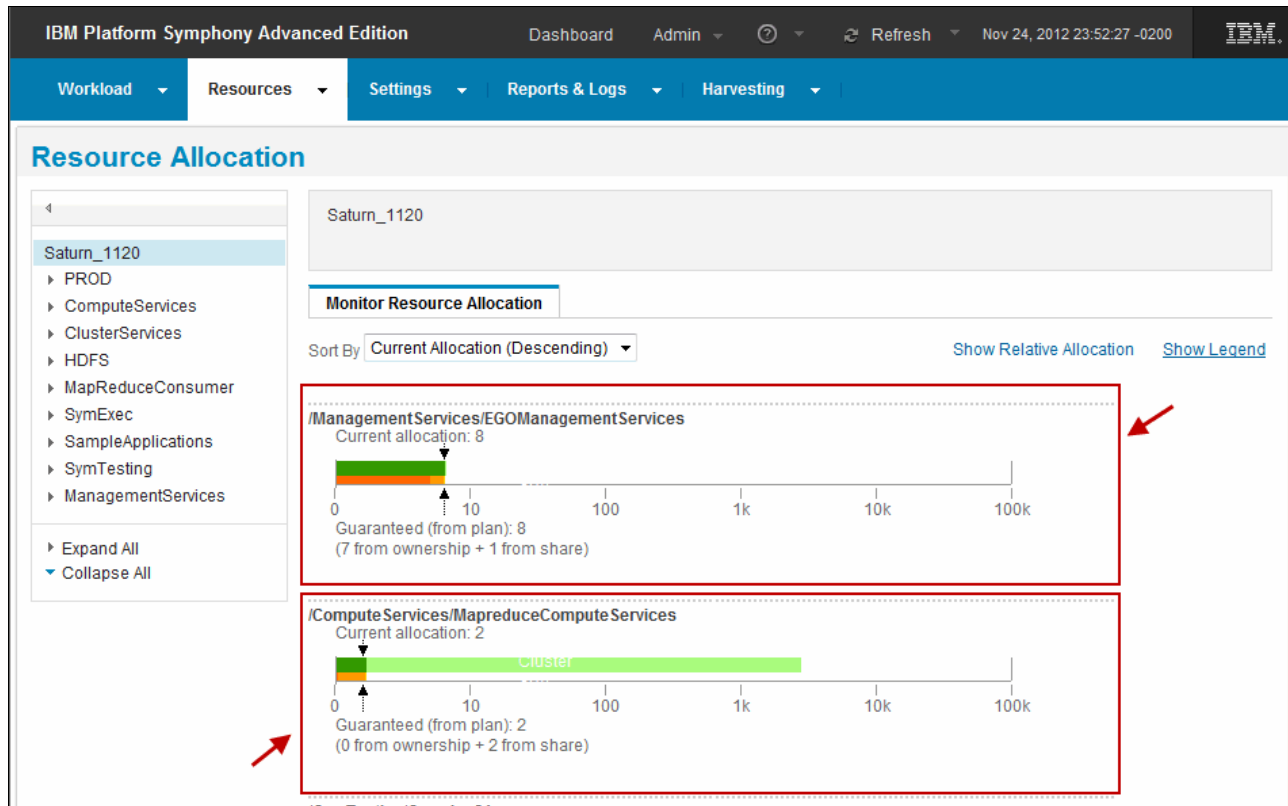 IBM Platform Symphony Advanced Edition Dashboard Admin Refresh Nov 24, 2012 23:52:27 -0200 IBM.
Workload Resources Settings Reports & Logs Harvesting
Resource Allocation
Saturn_1120
PROD
ComputeServices
ClusterServices
HDFS
MapReduceConsumer
SymExec
SampleApplications
SymTesting
ManagementServices
Expand All
Collapse All
Saturn_1120
Monitor Resource Allocation
Sort By Current Allocation (Descending) Show Relative Allocation Show Legend
/ManagementServices/EGOManagementServices
Current allocation: 8
0 10 100 1k 10k 100k
Guaranteed (from plan): 8
(7 from ownership + 1 from share)
/ComputeServices/MapreduceComputeServices
Current allocation: 2
Cluster
0 10 100 1k 10k 100k
Guaranteed (from plan): 2
(0 from ownership + 2 from share)